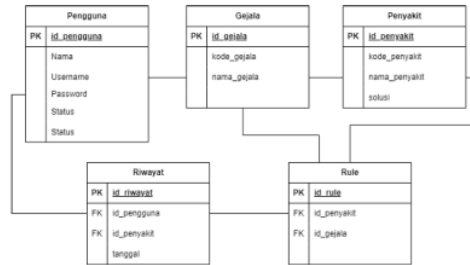 Pengguna
PK id_pengguna
Nama
Username
Password
Status
Status
Gejala
PK id_gejala
kode_gejala
nama_gejala
Penyakit
PK id_penyakit
kode_penyakit
nama_penyakit
solusi
Riwayat
PK id_riwayat
FK id_pengguna
FK id_penyakit
tanggal
Rule
PK id_rule
FK id_penyakit
FK id_gejala